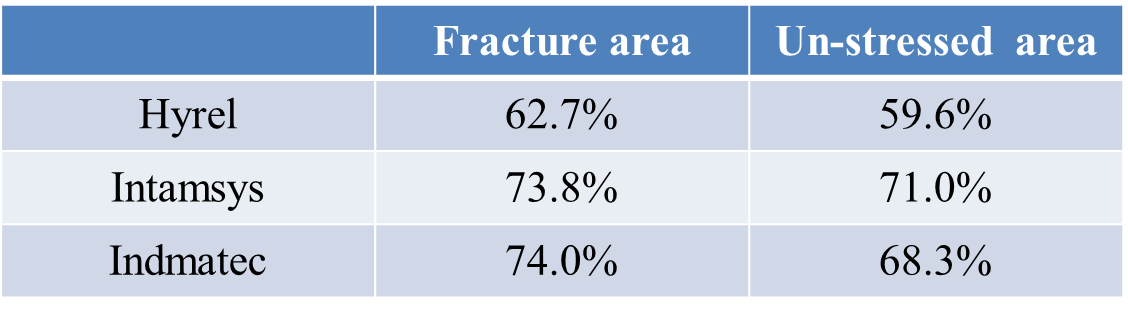 Fracture area Un-stressed area
Hyrel 62.7% 59.6%
Intamsys 73.8% 71.0%
Indmatec 74.0% 68.3%